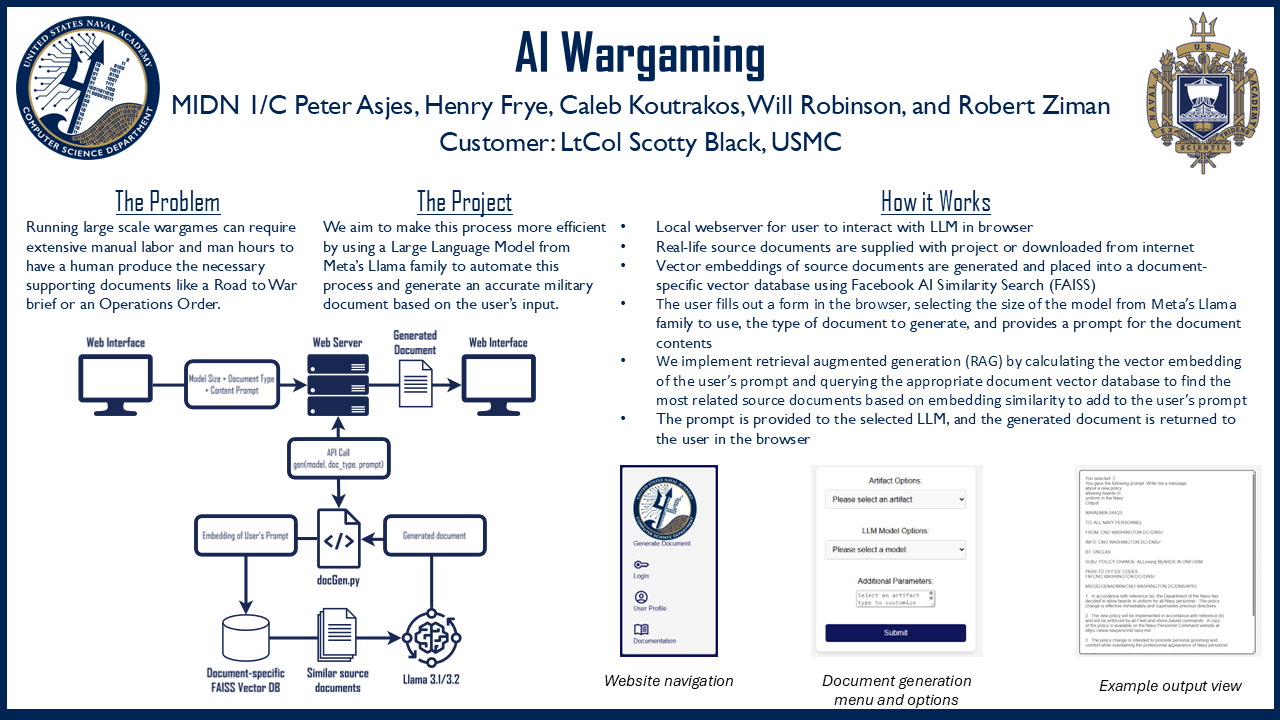 UNITED STATES NAVAL ACADEMY
COMPUTER SCIENCE DEPARTMENT
U. S.
NAVAL
ACADEMY
EX
TRIDENS
SCIENTIA
AI Wargaming
MIDN 1/C Peter Asjes, Henry Frye, Caleb Koutrakos, Will Robinson, and Robert Ziman
Customer: LtCol Scotty Black, USMC
The Problem
Running large scale wargames can require
extensive manual labor and man hours to
have a human produce the necessary
supporting documents like a Road to War
brief or an Operations Order.
The Project
We aim to make this process more efficient
by using a Large Language Model from
Meta's Llama family to automate this
process and generate an accurate military
document based on the user's input.
How it Works
• Local webserver for user to interact with LLM in browser
• Real-life source documents are supplied with project or downloaded from internet
• Vector embeddings of source documents are generated and placed into a document-
specific vector database using Facebook AI Similarity Search (FAISS)
• The user fills out a form in the browser, selecting the size of the model from Meta's Llama
family to use, the type of document to generate, and provides a prompt for the document
contents
• We implement retrieval augmented generation (RAG) by calculating the vector embedding
of the user's prompt and querying the appropriate document vector database to find the
most related source documents based on embedding similarity to add to the user's prompt
• The prompt is provided to the selected LLM, and the generated document is returned to
the user in the browser
Web Interface
Model Size + Document Type
+ Content Prompt
Web Server
Generated
Document
Web Interface
API Call
gen(model, doc_type, prompt)
Embedding of User's Prompt
</>
docGen.py
Generated document
Document-specific
FAISS Vector DB
Similar source
documents
Llama 3.1/3.2
Generate Document
Login
User Profile
Documentation
Website navigation
Artifact Options:
Please select an artifact
LLM Model Options:
Please select a model:
Additional Parameters:
Select an artifact
type to customize
Submit
Document generation
menu and options
You selected: 2
You gave the following prompt: Write me a message
about a new policy
allowing beards in
uniform in the Navy
Output:
NAVADMIN 044/25
TO: ALL NAVY PERSONNEL
FROM: CNO WASHINGTON DC/DNS//
INFO: CNO WASHINGTON DC/DNS//
BT: UNCLAS
SUBJ: POLICY CHANGE: ALLowing BEARDS IN UNIFORM
PASS TO OFFICE CODES:
FM CNO WASHINGTON DC/DNS//
MSGID/GENADMIN/CNO WASHINGTON DC/DNS/APR//
1. In accordance with reference (a), the Department of the Navy has
decided to allow beards in uniform for all Navy personnel. This policy
change is effective immediately and supersedes previous directives.
2. The new policy will be implemented in accordance with reference (b)
and will be enforced by all Fleet and shore-based commands. A copy
of the policy is available on the Navy Personnel Command website at
3. The policy change is intended to promote personal grooming and
comfort while maintaining the professional appearance of Navy personnel
Example output view